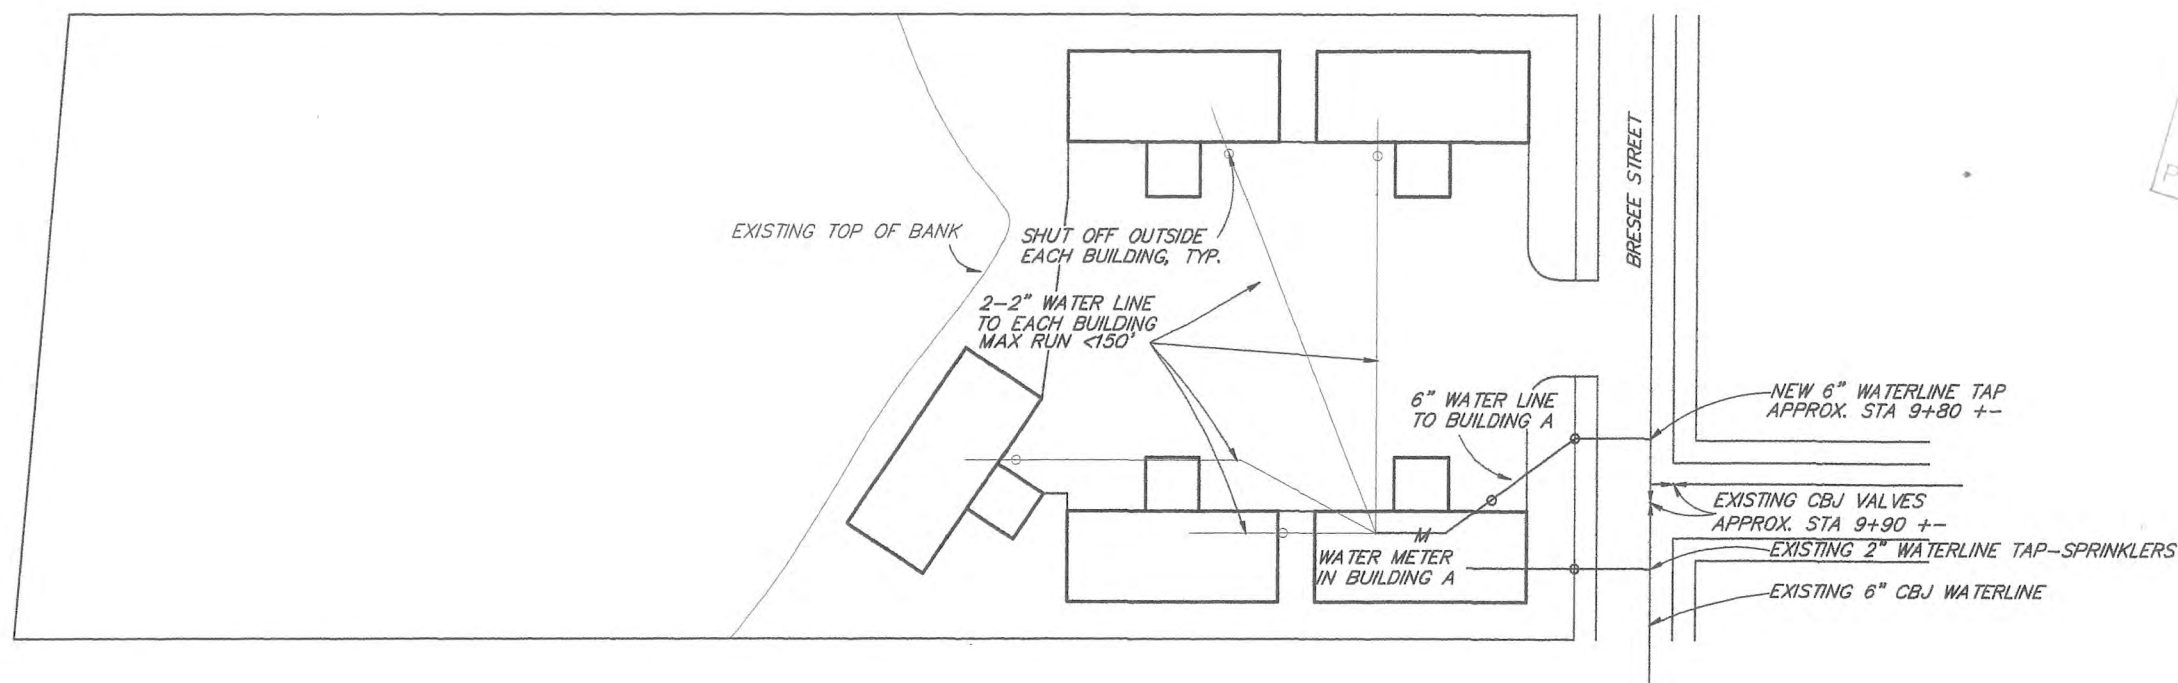 BRESEE STREET
EXISTING TOP OF BANK
SHUT OFF OUTSIDE
EACH BUILDING, TYP.
2-2" WATER LINE
TO EACH BUILDING
MAX RUN <150'
6" WATER LINE
TO BUILDING A
NEW 6" WATERLINE TAP
APPROX. STA 9+80 +-
EXISTING CBJ VALVES
APPROX. STA 9+90 +-
EXISTING 2" WATERLINE TAP-SPRINKLERS
EXISTING 6" CBJ WATERLINE
M
WATER METER
IN BUILDING A
P